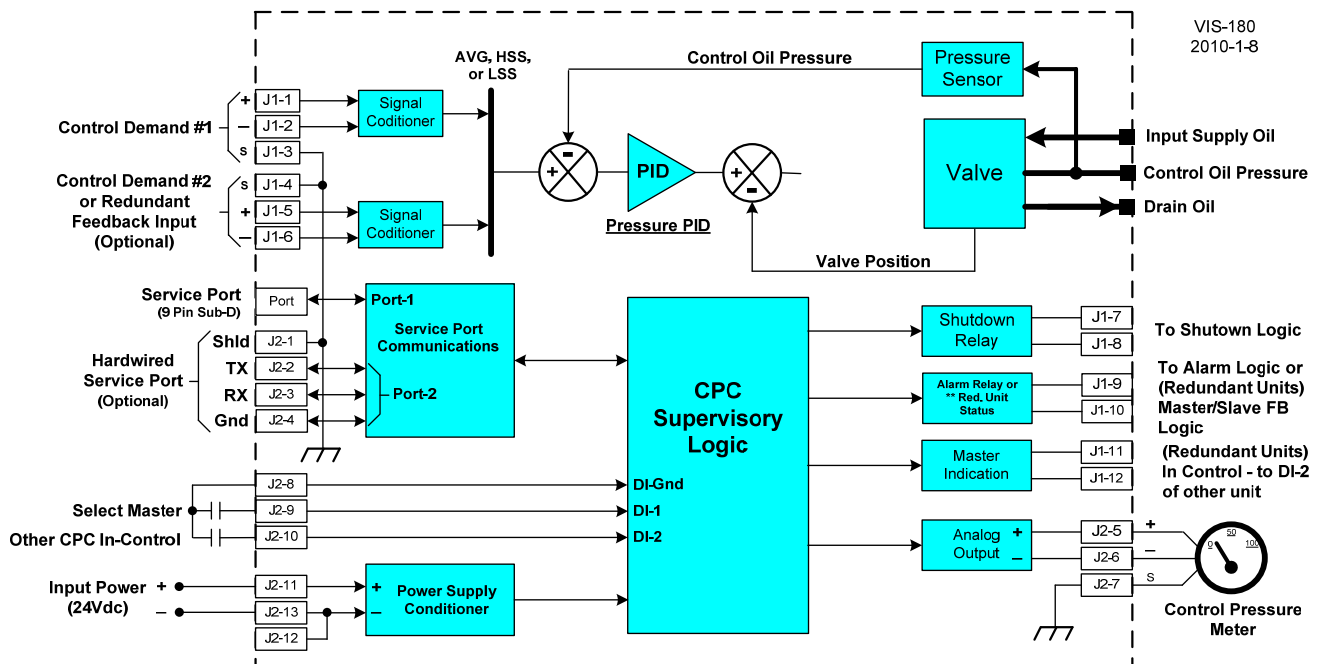 VIS-180
2010-1-8
AVG, HSS,
or LSS
Control Oil Pressure
Pressure
Sensor
+
J1-1
Signal
Coditioner
Control Demand #1
–
J1-2
s
J1-3
Input Supply Oil
Valve
Control Oil Pressure
Drain Oil
-
+
PID
Pressure PID
+
-
Control Demand #2
or Redundant
Feedback Input
(Optional)
s
J1-4
+
J1-5
–
J1-6
Signal
Coditioner
Valve Position
Service Port
(9 Pin Sub-D)
Port
Port-1
Service Port
Communications
Port-2
Hardwired
Service Port
(Optional)
Shld
J2-1
TX
J2-2
RX
J2-3
Gnd
J2-4
CPC
Supervisory
Logic
Shutdown
Relay
J1-7
J1-8
To Shutown Logic
Alarm Relay or
** Red. Unit
Status
J1-9
J1-10
To Alarm Logic or
(Redundant Units)
Master/Slave FB
Logic
Master
Indication
J1-11
J1-12
(Redundant Units)
In Control - to DI-2
of other unit
J2-8
DI-Gnd
Select Master
J2-9
DI-1
Other CPC In-Control
J2-10
DI-2
Analog
Output
+
–
J2-5
+
J2-6
–
J2-7
S
0
50
100
Control Pressure
Meter
Input Power
(24Vdc)
+
J2-11
–
J2-13
J2-12
+
–
Power Supply
Conditioner